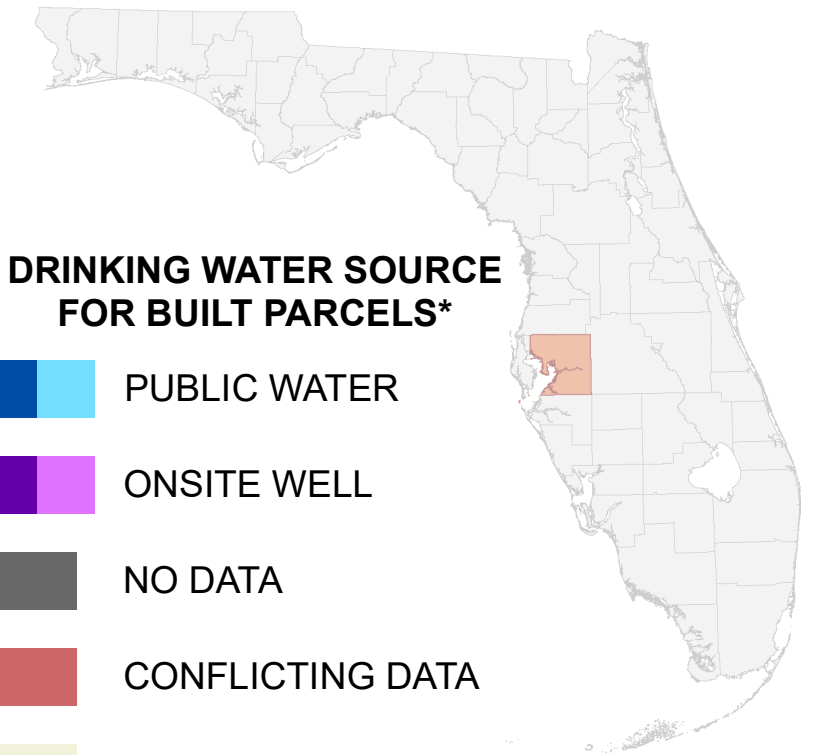 DRINKING WATER SOURCE
FOR BUILT PARCELS*
PUBLIC WATER
ONSITE WELL
NO DATA
CONFLICTING DATA